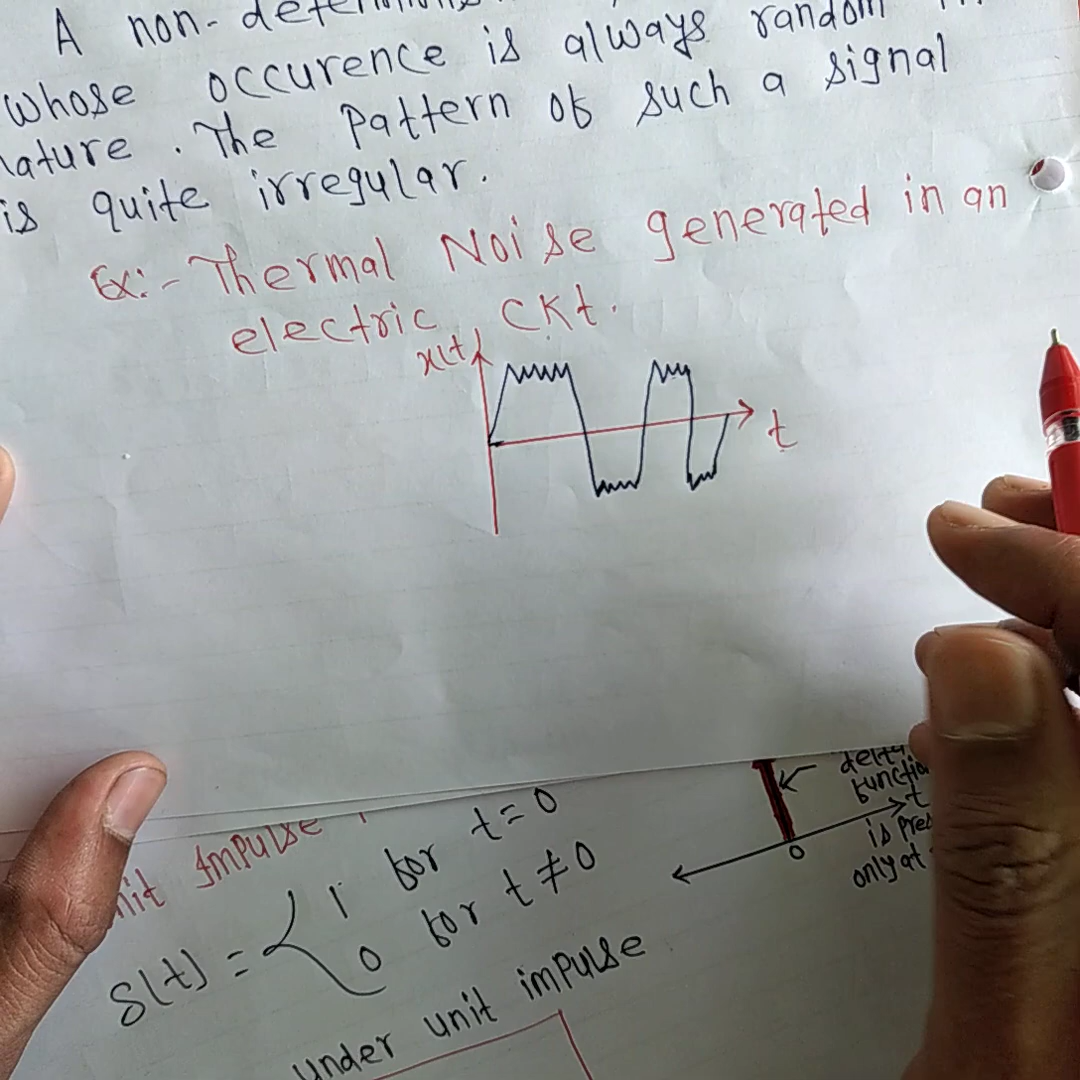 A non-
whose occurence is always random
nature. The pattern of such a signal
is quite irregular.
Ex:- Thermal Noise generated in an
electric ckt.
x(t)
t
delta
function
t
is
only at
0
Impulse
δ(t) = { 1 for t=0
0 for t≠0
under unit impulse